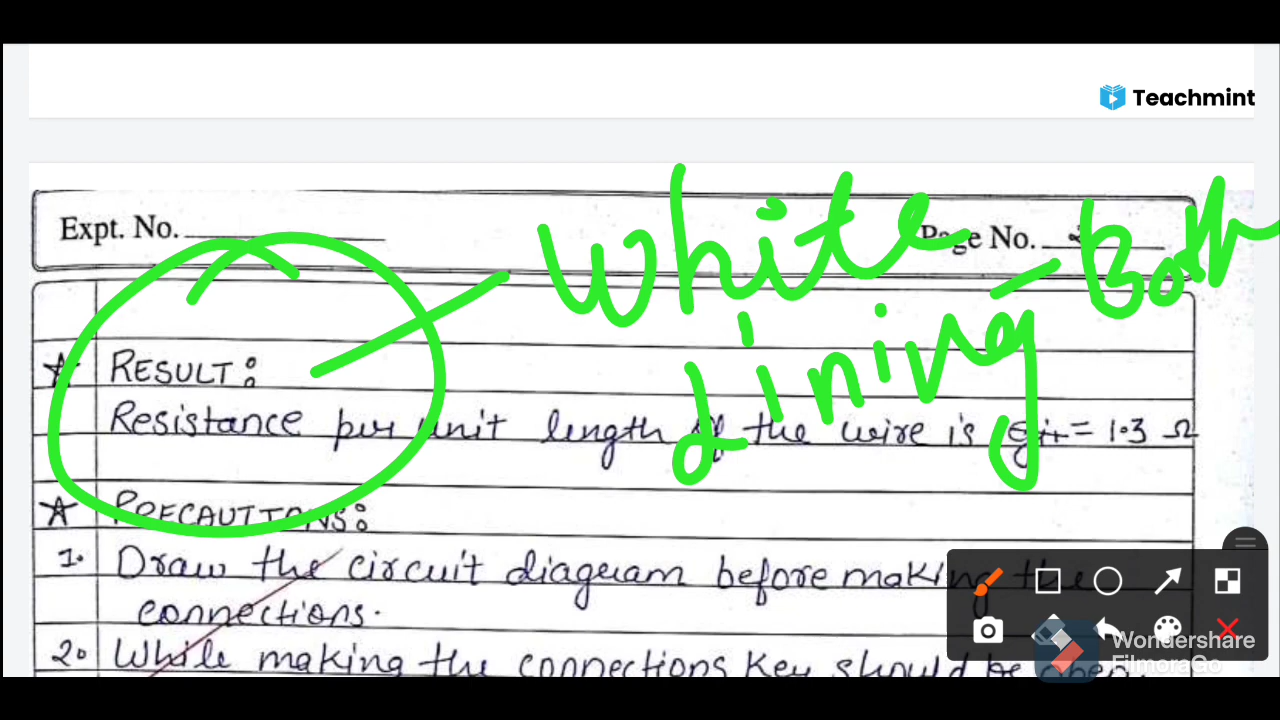 Teachmint
Expt. No.
Page No.
White
Lining - Both
RESULT:
Resistance per unit length of the wire is = 1.3 Ω
PRECAUTIONS:
1. Draw the circuit diagram before making the
connections.
2. While making the connections key should be open.
Wondershare
FilmoraGo